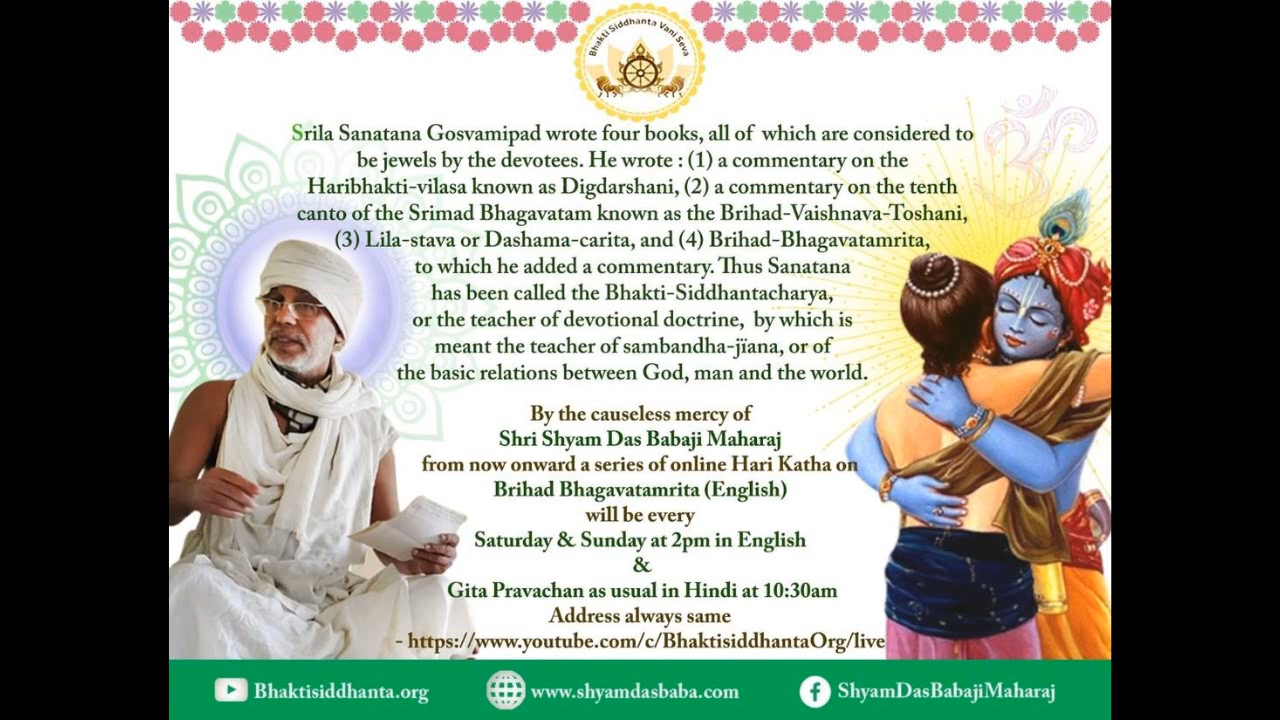 Bhakti Siddhanta Vani Seva
Srila Sanatana Gosvamipad wrote four books, all of which are considered to
be jewels by the devotees. He wrote : (1) a commentary on the
Haribhakti-vilasa known as Digdarshani, (2) a commentary on the tenth
canto of the Srimad Bhagavatam known as the Brihad-Vaishnava-Toshani,
(3) Lila-stava or Dashama-carita, and (4) Brihad-Bhagavatamrita,
to which he added a commentary. Thus Sanatana
has been called the Bhakti-Siddhantacharya,
or the teacher of devotional doctrine, by which is
meant the teacher of sambandha-jïana, or of
the basic relations between God, man and the world.
By the causeless mercy of
Shri Shyam Das Babaji Maharaj
from now onward a series of online Hari Katha on
Brihad Bhagavatamrita (English)
will be every
Saturday & Sunday at 2pm in English
&
Gita Pravachan as usual in Hindi at 10:30am
Address always same
- https://www.youtube.com/c/BhaktisiddhantaOrg/live
Bhaktisiddhanta.org
www.shyamdasbaba.com
ShyamDasBabajiMaharaj
ॐ